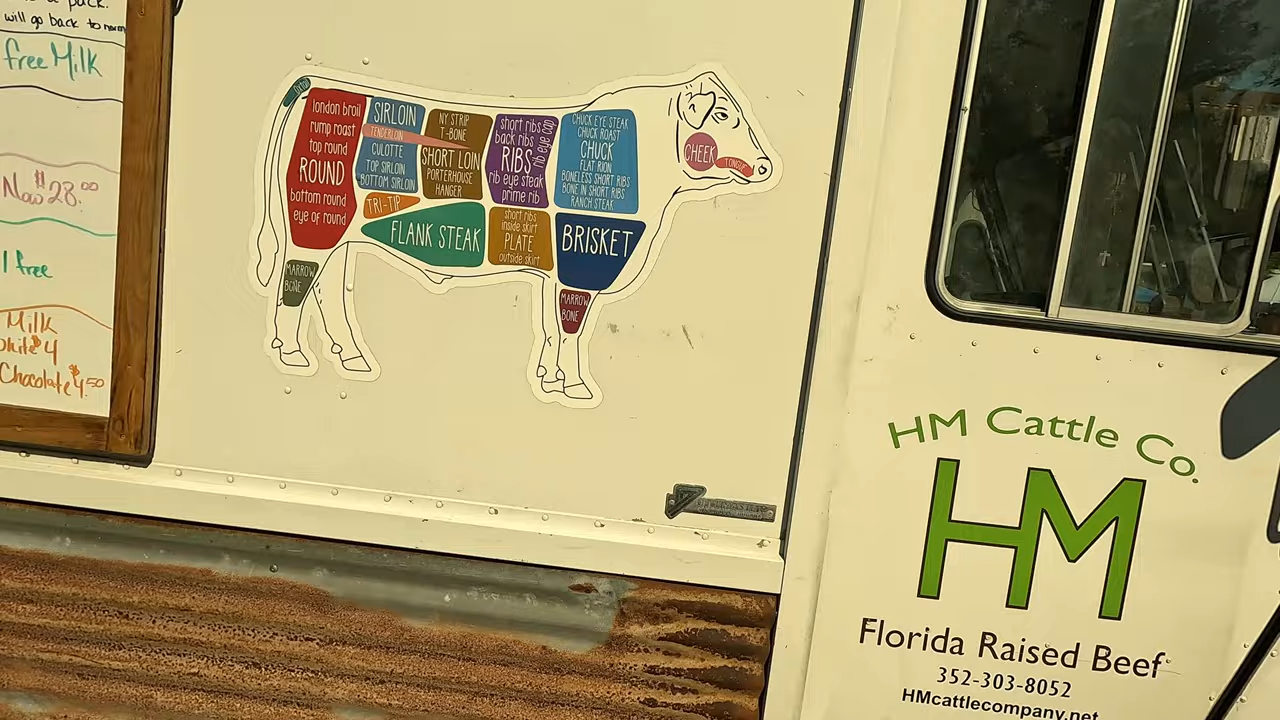 a pack.
will go back to norm
free Milk
Now $28.00
l free
Milk
$4
Chocolate $4.50
london broil
rump roast
top round
ROUND
bottom round
eye of round
SIRLOIN
TENDERLOIN
CULOTTE
TOP SIRLOIN
BOTTOM SIRLOIN
TRI-TIP
NY STRIP
T-BONE
SHORT LOIN
PORTERHOUSE
HANGER
short ribs
back ribs
RIBS
rib eye steak
prime rib
rib eye cap
CHUCK EYE STEAK
CHUCK ROAST
CHUCK
FLAT IRON
BONELESS SHORT RIBS
BONE IN SHORT RIBS
RANCH STEAK
CHEEK
TONGUE
FLANK STEAK
short ribs
inside skirt
PLATE
outside skirt
BRISKET
MARROW
BONE
MARROW
BONE
HM Cattle Co.
HM
Florida Raised Beef
352-303-8052
HMcattlecompany.net